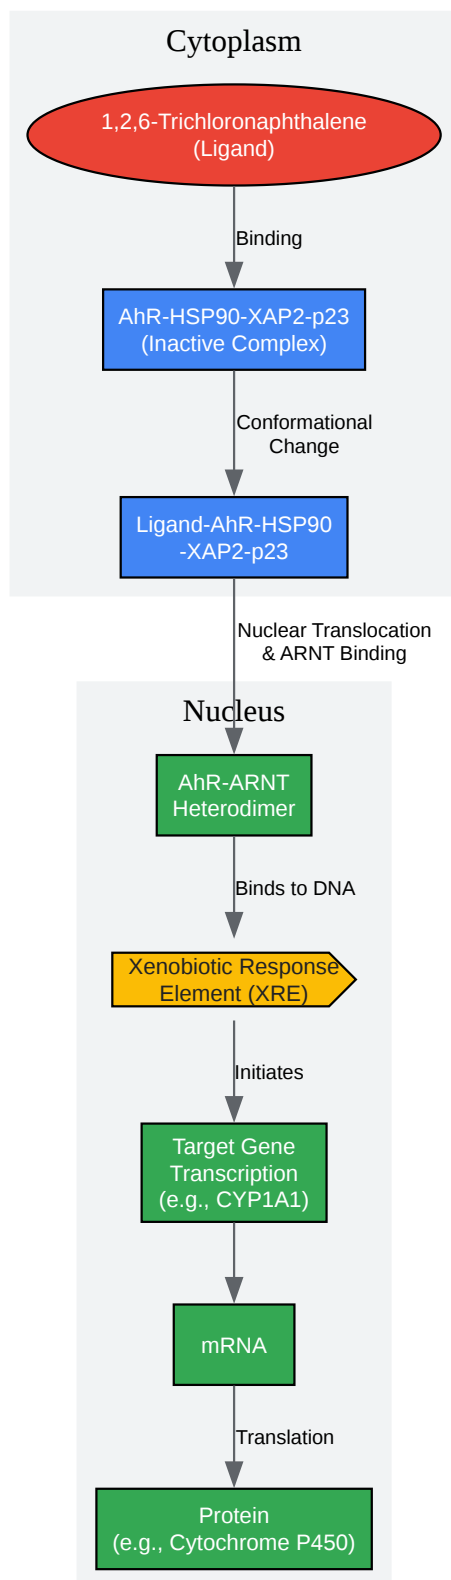 Cytoplasm
1,2,6-Trichloronaphthalene
(Ligand)
Binding
AhR-HSP90-XAP2-p23
(Inactive Complex)
Conformational
Change
Ligand-AhR-HSP90
-XAP2-p23
Nuclear Translocation
& ARNT Binding
Nucleus
AhR-ARNT
Heterodimer
Binds to DNA
Xenobiotic Response
Element (XRE)
Initiates
Target Gene
Transcription
(e.g., CYP1A1)
mRNA
Translation
Protein
(e.g., Cytochrome P450)